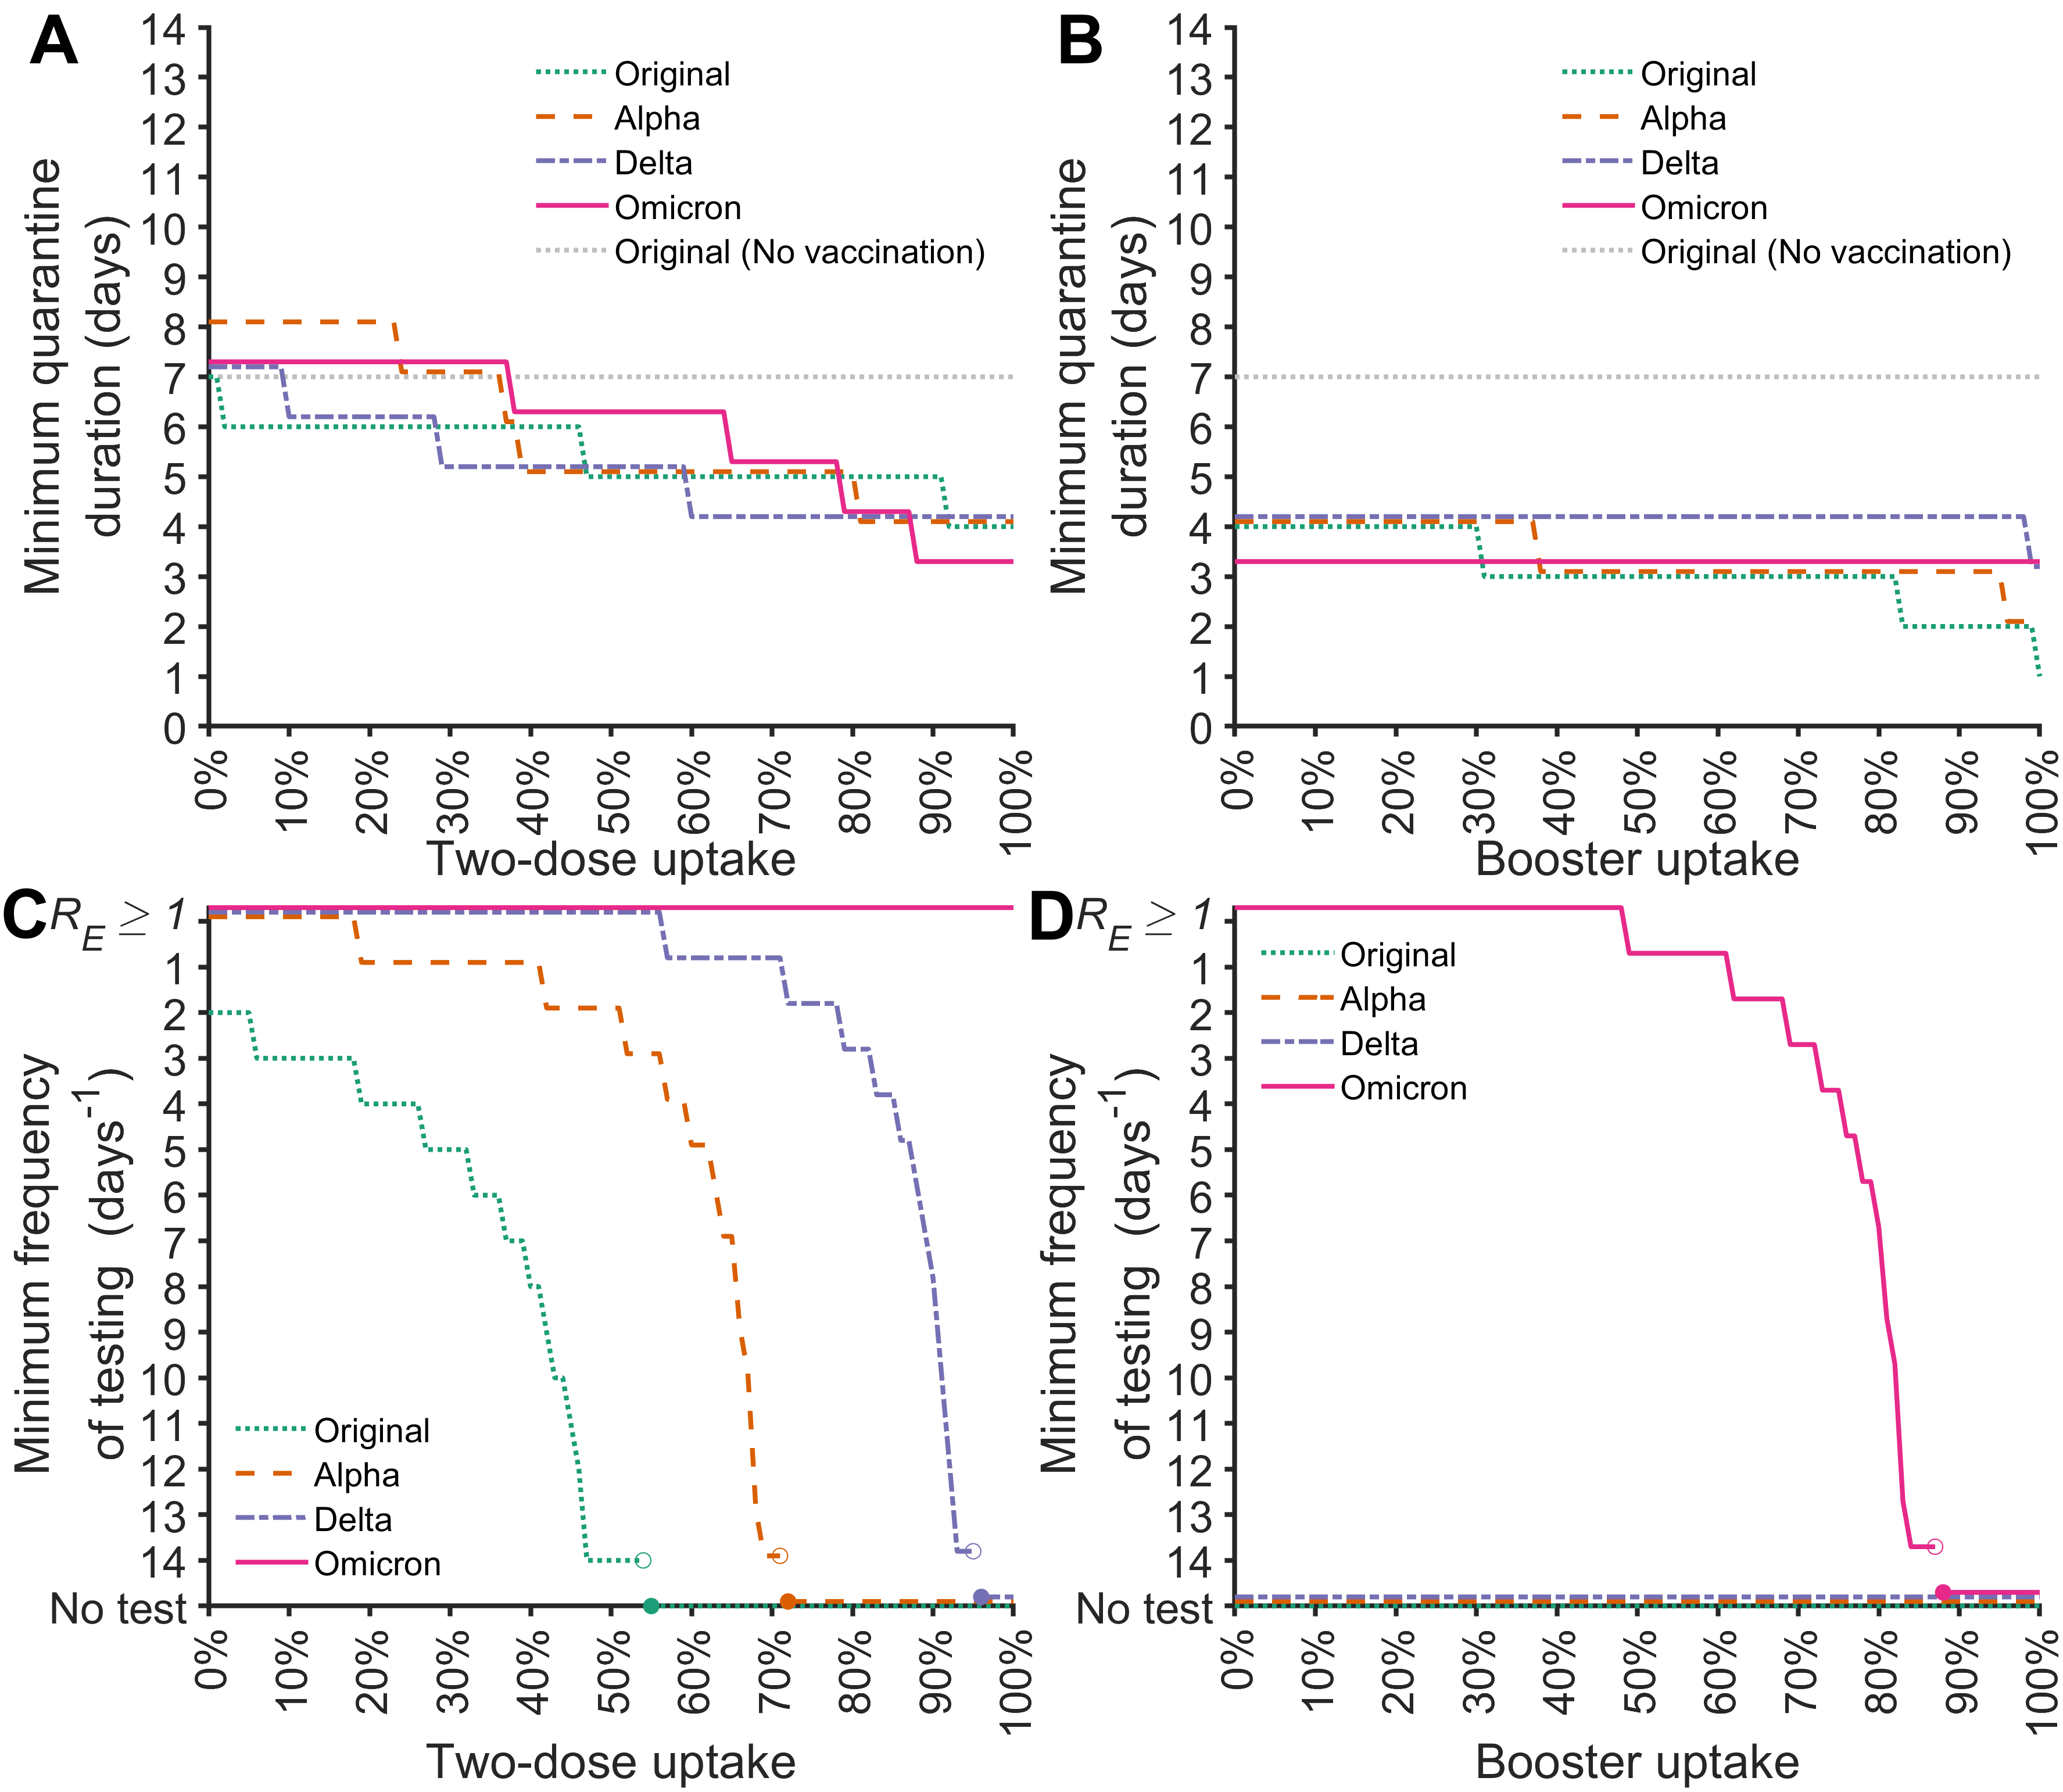 A
14
13
12
11
10
9
8
7
6
5
4
3
2
1
0
Minimum quarantine
duration (days)
Original
Alpha
Delta
Omicron
Original (No vaccination)
0%
10%
20%
30%
40%
50%
60%
70%
80%
90%
100%
Two-dose uptake
B
14
13
12
11
10
9
8
7
6
5
4
3
2
1
0
Minimum quarantine
duration (days)
Original
Alpha
Delta
Omicron
Original (No vaccination)
0%
10%
20%
30%
40%
50%
60%
70%
80%
90%
100%
Booster uptake
C
R_E ≥ 1
1
2
3
4
5
6
7
8
9
10
11
12
13
14
No test
Minimum frequency
of testing (days⁻¹)
Original
Alpha
Delta
Omicron
0%
10%
20%
30%
40%
50%
60%
70%
80%
90%
100%
Two-dose uptake
D
R_E ≥ 1
1
2
3
4
5
6
7
8
9
10
11
12
13
14
No test
Minimum frequency
of testing (days⁻¹)
Original
Alpha
Delta
Omicron
0%
10%
20%
30%
40%
50%
60%
70%
80%
90%
100%
Booster uptake